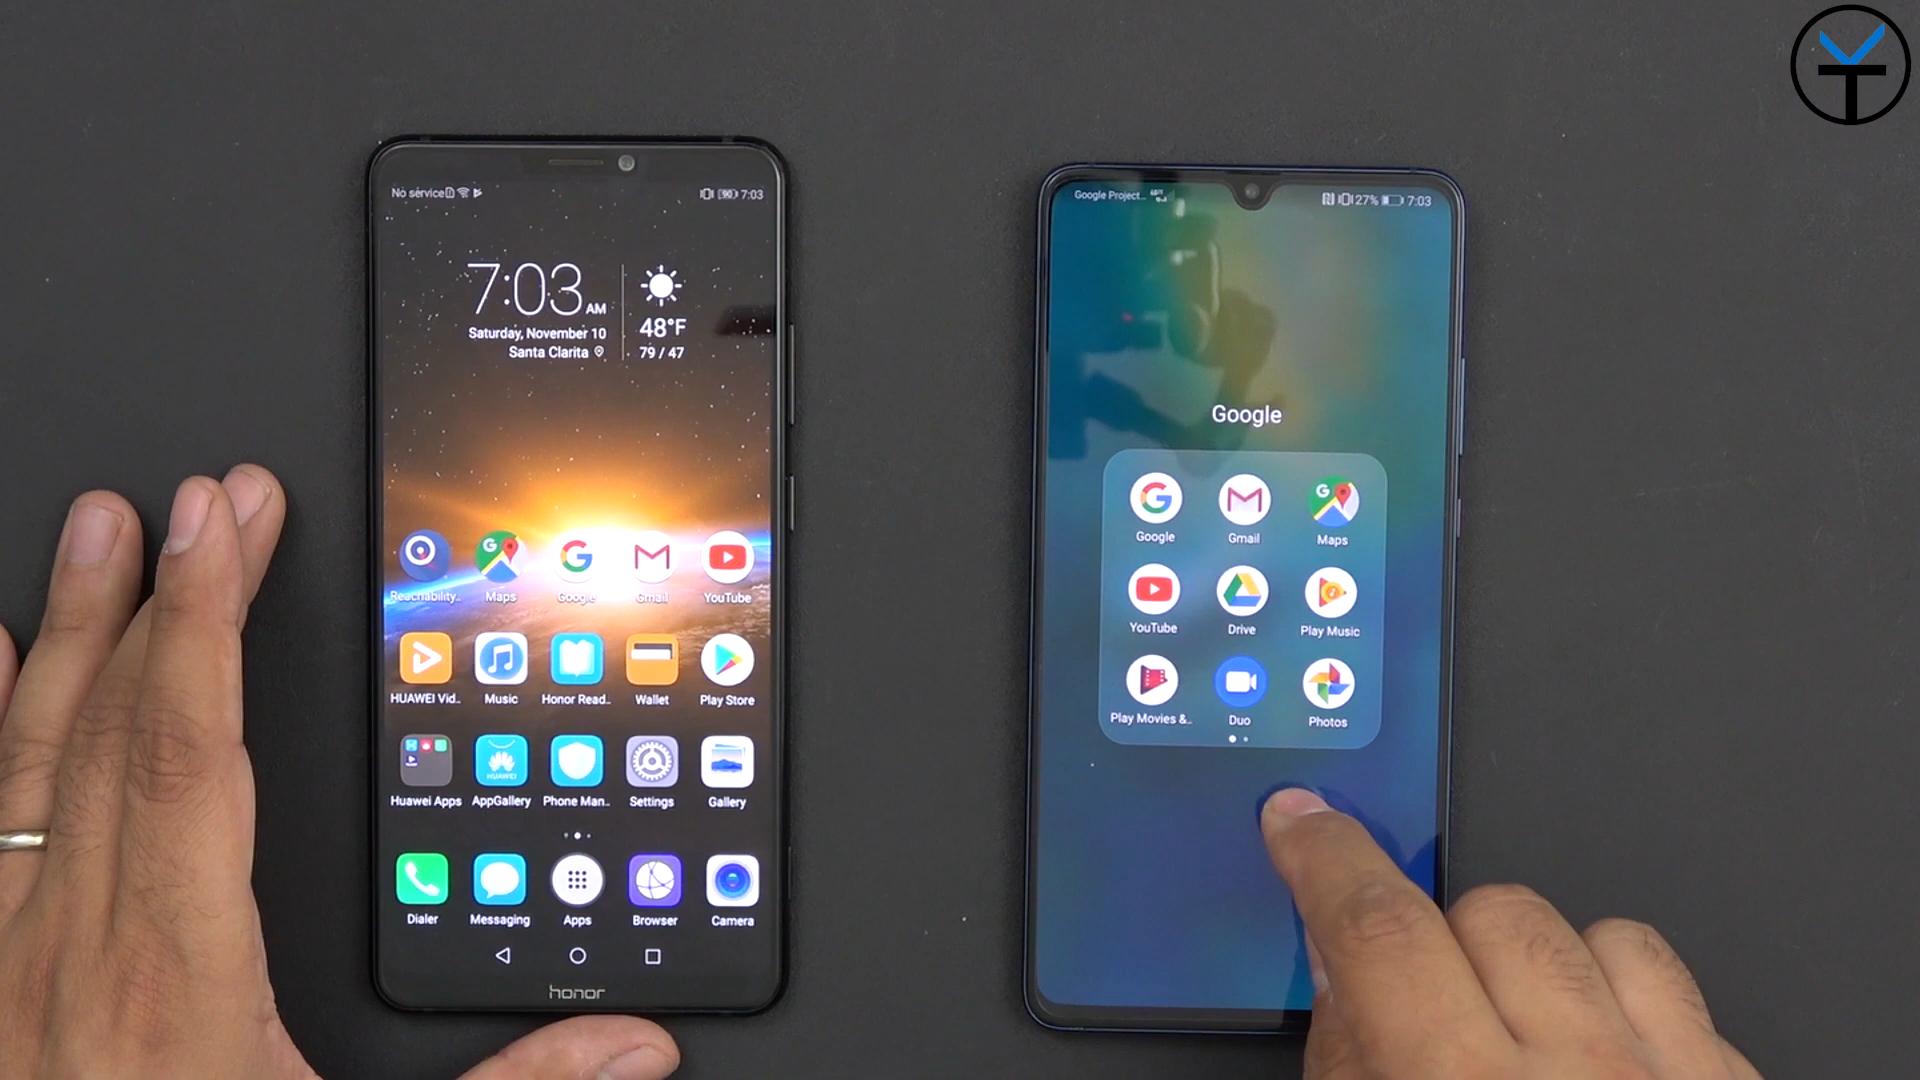 No service
90
7:03
7:03
AM
Saturday, November 10
Santa Clarita
48°F
79 / 47
Reachability..
Maps
Google
Gmail
YouTube
HUAWEI Vid..
Music
Honor Read..
Wallet
Play Store
HUAWEI
Huawei Apps
AppGallery
Phone Man..
Settings
Gallery
Dialer
Messaging
Apps
Browser
Camera
honor
Google Project...
27%
7:03
Google
Google
Gmail
Maps
YouTube
Drive
Play Music
Play Movies &..
Duo
Photos